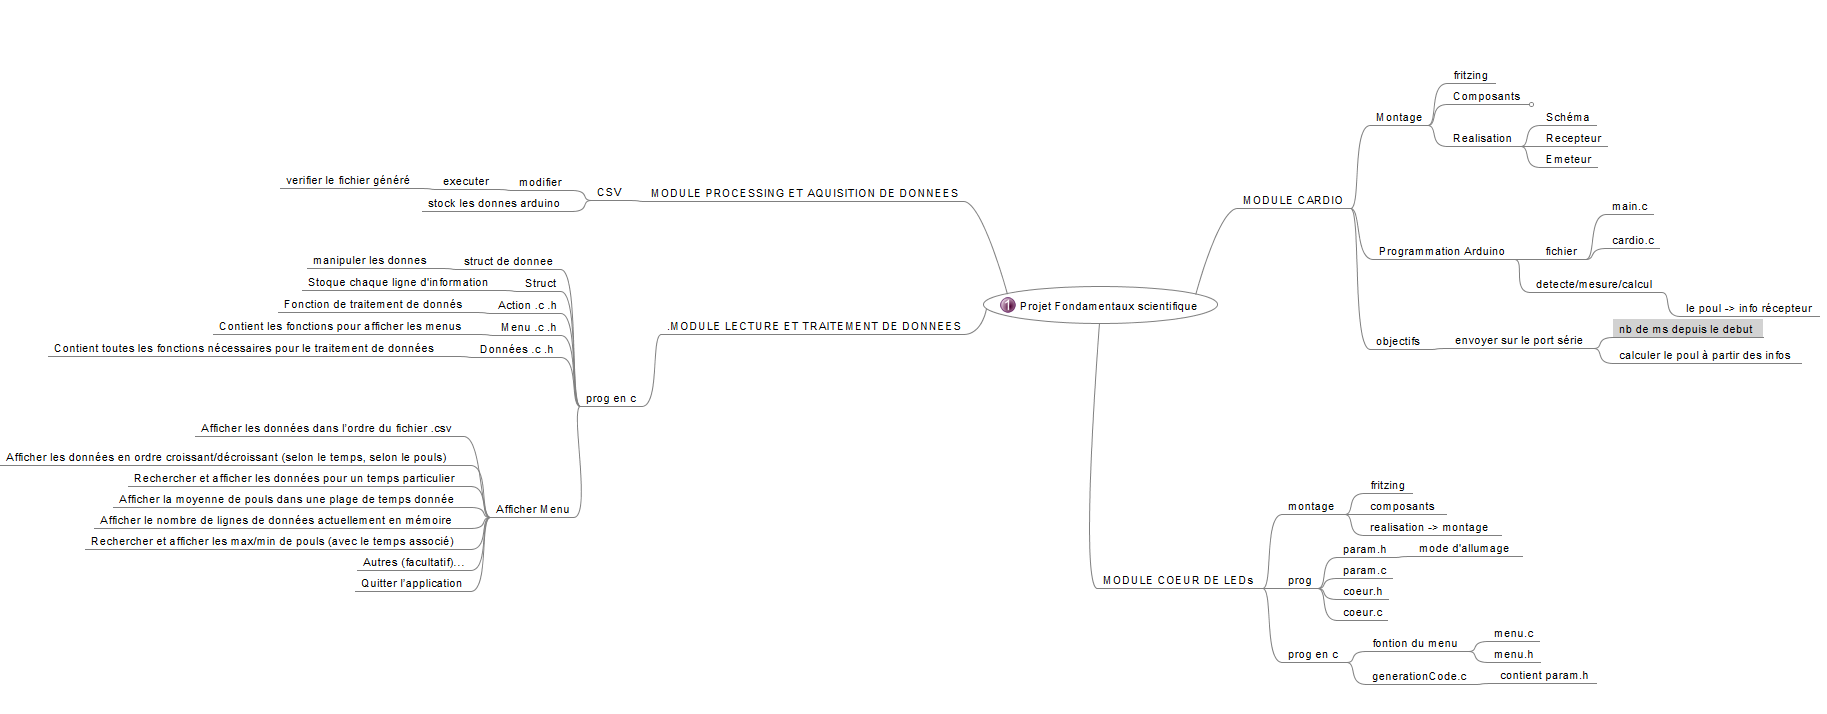 Projet Fondamentaux scientifique
MODULE CARDIO
Montage
fritzing
Composants
Realisation
Schéma
Recepteur
Emeteur
Programmation Arduino
fichier
main.c
cardio.c
detecte/mesure/calcul
le poul -> info récepteur
objectifs
envoyer sur le port série
nb de ms depuis le debut
calculer le poul à partir des infos
MODULE COEUR DE LEDs
montage
fritzing
composants
realisation -> montage
prog
param.h
mode d'allumage
param.c
coeur.h
coeur.c
prog en c
fontion du menu
menu.c
menu.h
generationCode.c
contient param.h
MODULE PROCESSING ET AQUISITION DE DONNEES
CSV
modifier
executer
verifier le fichier généré
stock les donnes arduino
.MODULE LECTURE ET TRAITEMENT DE DONNEES
prog en c
struct de donnee
manipuler les donnes
Struct
Stoque chaque ligne d'information
Action .c .h
Fonction de traitement de donnés
Menu .c .h
Contient les fonctions pour afficher les menus
Données .c .h
Contient toutes les fonctions nécessaires pour le traitement de données
Afficher Menu
Afficher les données dans l'ordre du fichier .csv
Afficher les données en ordre croissant/décroissant (selon le temps, selon le pouls)
Rechercher et afficher les données pour un temps particulier
Afficher la moyenne de pouls dans une plage de temps donnée
Afficher le nombre de lignes de données actuellement en mémoire
Rechercher et afficher les max/min de pouls (avec le temps associé)
Autres (facultatif)...
Quitter l'application